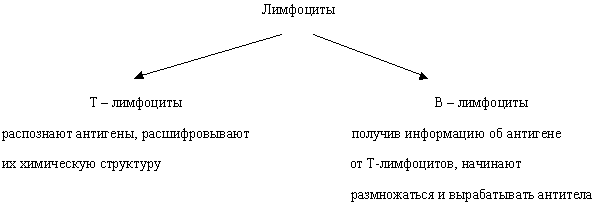 Лимфоциты
Т – лимфоциты
распознают антигены, расшифровывают
их химическую структуру
В – лимфоциты
получив информацию об антигене
от Т-лимфоцитов, начинают
размножаться и вырабатывать антитела